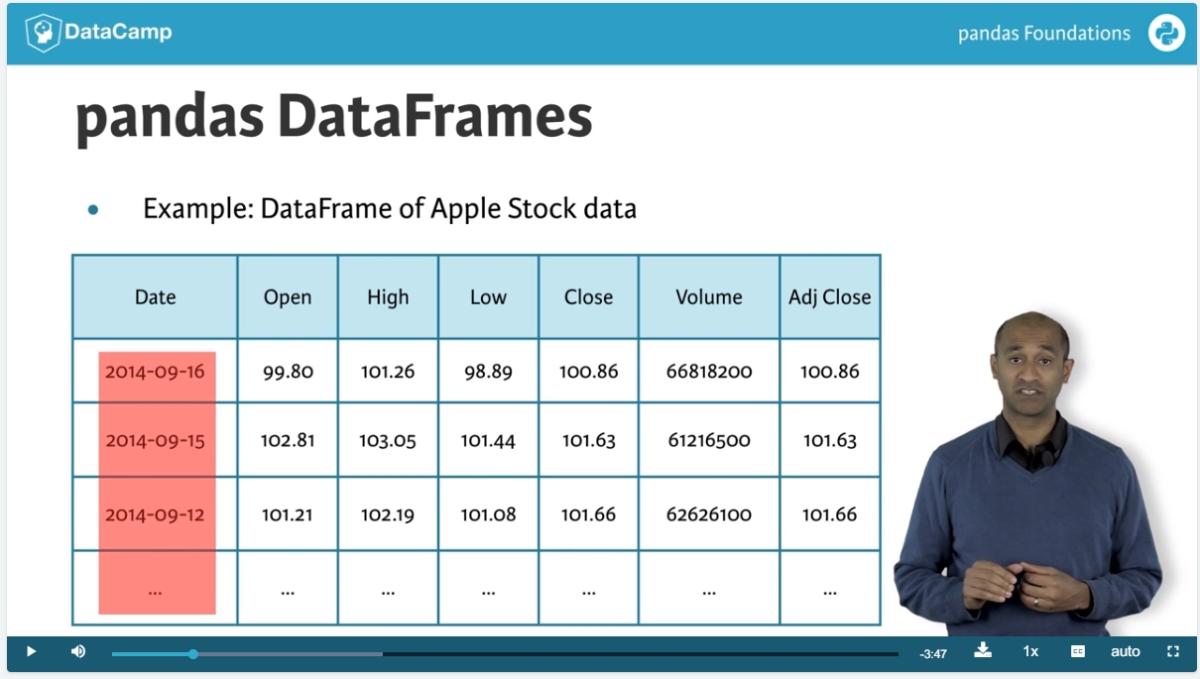 DataCamp
pandas Foundations
pandas DataFrames
• Example: DataFrame of Apple Stock data
Date Open High Low Close Volume Adj Close
2014-09-16 99.80 101.26 98.89 100.86 66818200 100.86
2014-09-15 102.81 103.05 101.44 101.63 61216500 101.63
2014-09-12 101.21 102.19 101.08 101.66 62626100 101.66
... ... ... ... ... ... ...
-3:47 1x CC auto